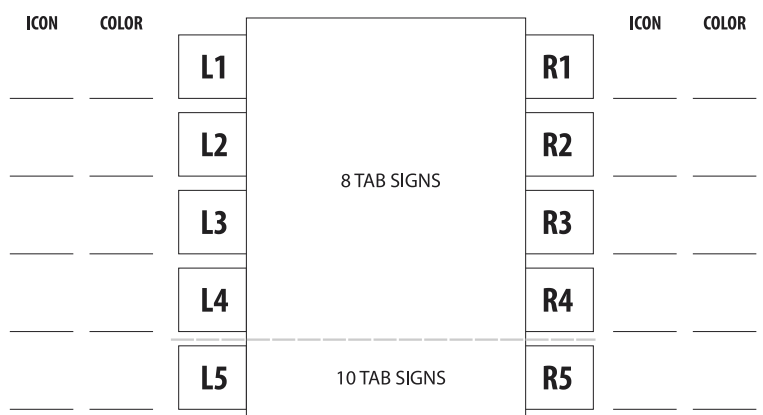 ICON COLOR ICON COLOR
L1 R1
L2 R2
8 TAB SIGNS
L3 R3
L4 R4
L5 10 TAB SIGNS R5